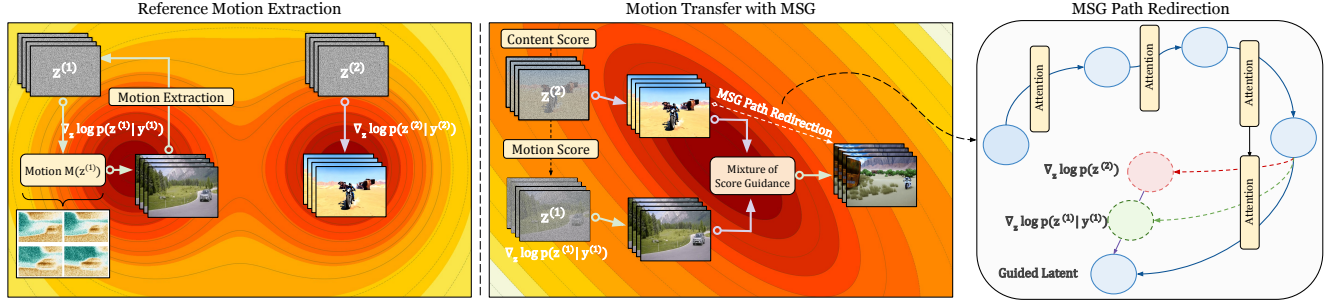 Reference Motion Extraction
z⁽¹⁾
z⁽²⁾
Motion Extraction
∇z log p(z⁽¹⁾| y⁽¹⁾)
∇z log p(z⁽²⁾| y⁽²⁾)
Motion M(z⁽¹⁾)
Motion Transfer with MSG
Content Score
z⁽²⁾
MSG Path Redirection
Motion Score
Mixture of
Score Guidance
z⁽¹⁾
∇z log p(z⁽¹⁾| y⁽¹⁾)
MSG Path Redirection
Attention
Attention
Attention
Attention
∇z log p(z⁽²⁾)
∇z log p(z⁽¹⁾| y⁽¹⁾)
Guided Latent